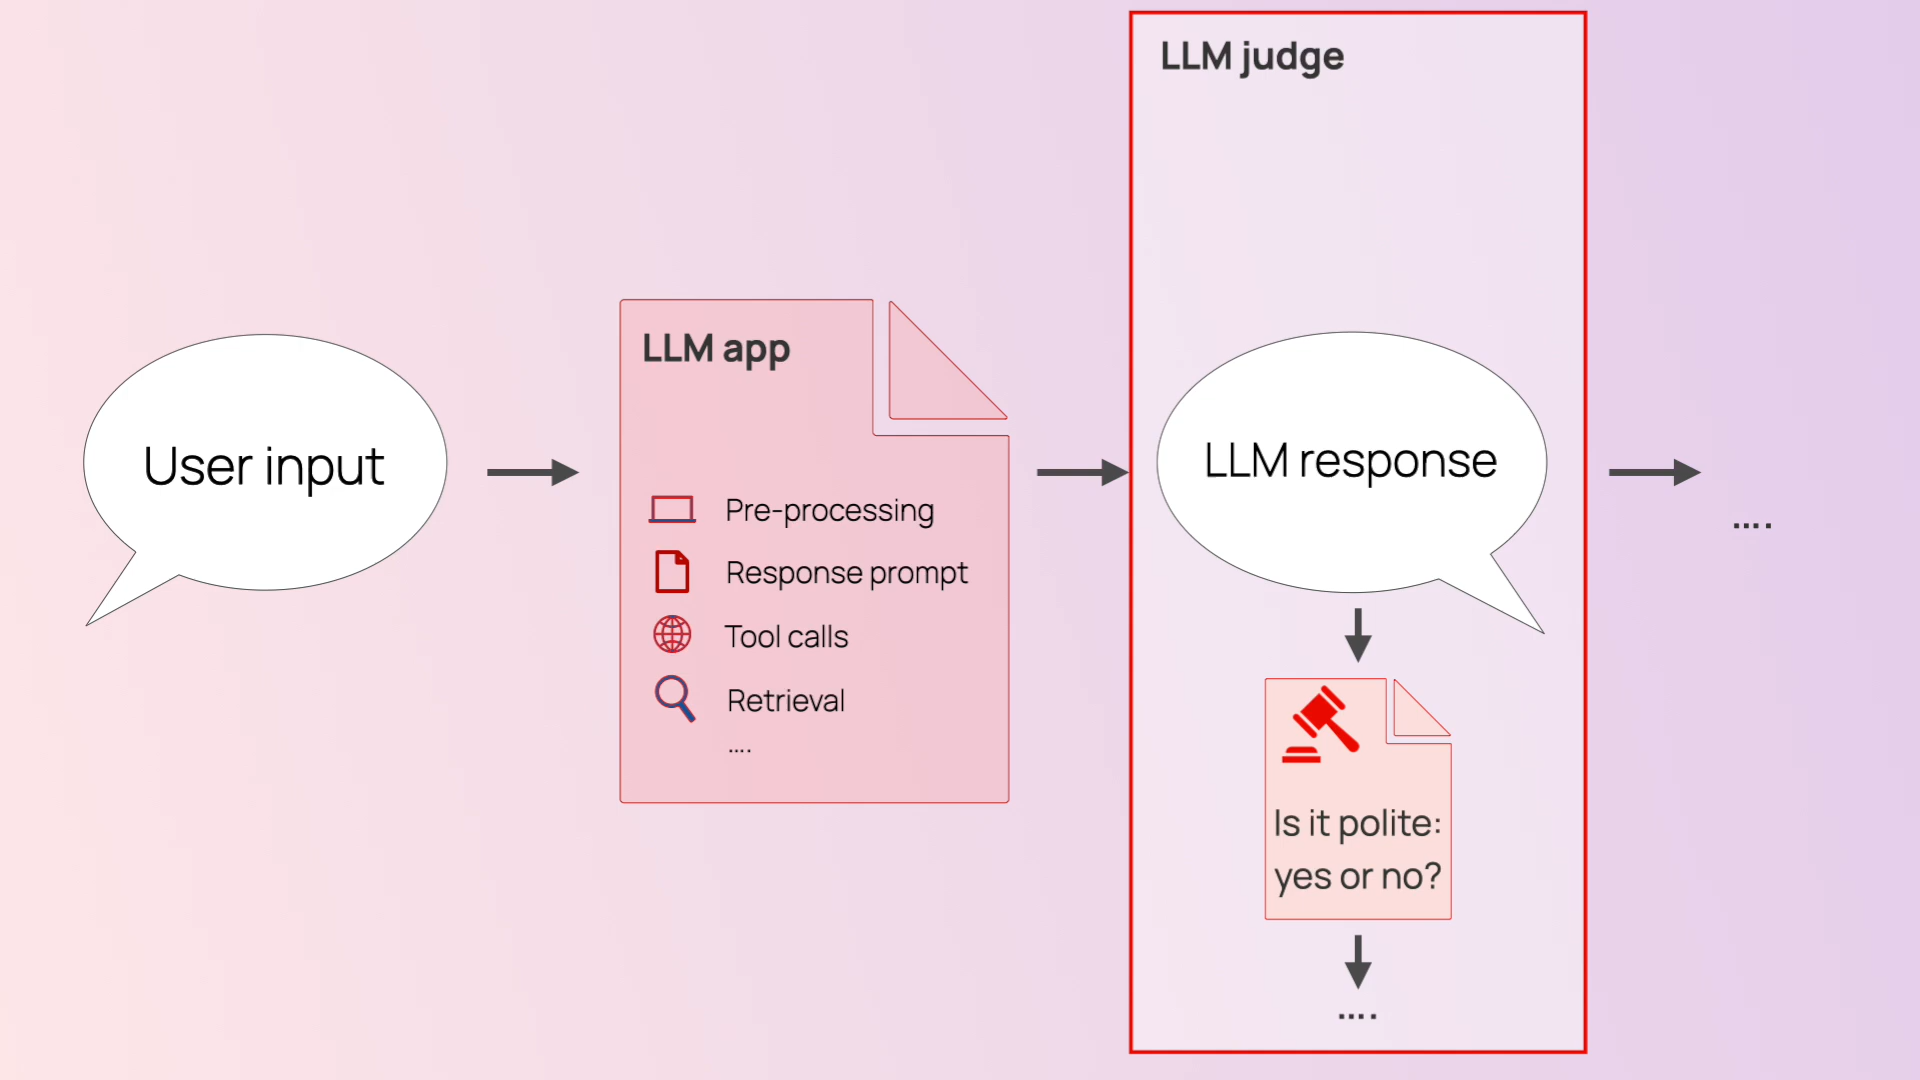 User input
LLM app
Pre-processing
Response prompt
Tool calls
Retrieval
....
LLM judge
LLM response
Is it polite:
yes or no?
....
....